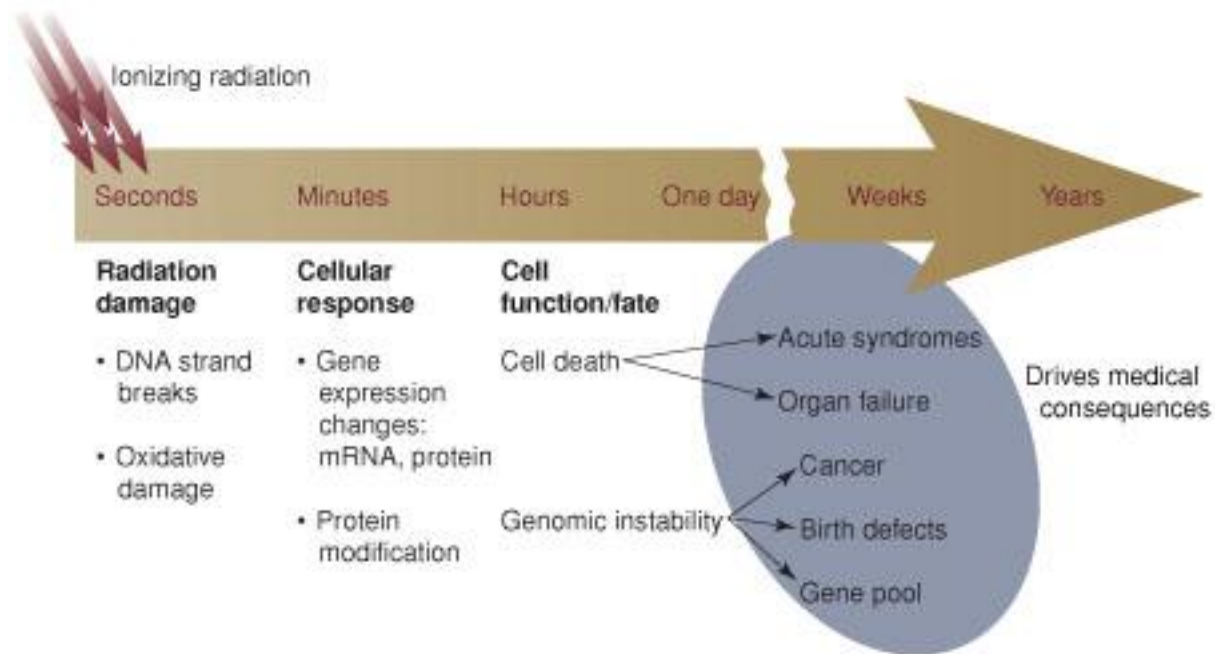 Ionizing radiation
Seconds
Minutes
Hours
One day
Weeks
Years
Radiation
damage
• DNA strand
breaks
• Oxidative
damage
Cellular
response
• Gene
expression
changes:
mRNA, protein
• Protein
modification
Cell
function/fate
Cell death
Genomic instability
Acute syndromes
Organ failure
Cancer
Birth defects
Gene pool
Drives medical
consequences